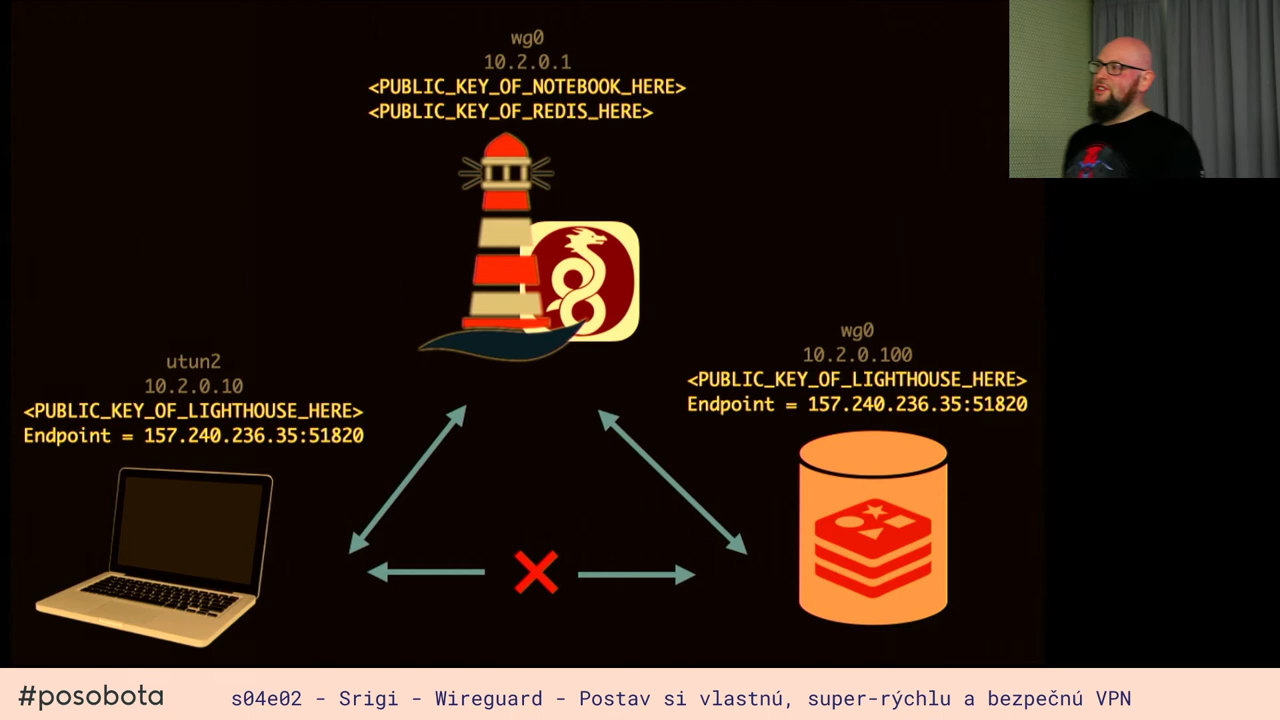 wg0
10.2.0.1
<PUBLIC_KEY_OF_NOTEBOOK_HERE>
<PUBLIC_KEY_OF_REDIS_HERE>
wg0
10.2.0.100
<PUBLIC_KEY_OF_LIGHTHOUSE_HERE>
Endpoint = 157.240.236.35:51820
utun2
10.2.0.10
<PUBLIC_KEY_OF_LIGHTHOUSE_HERE>
Endpoint = 157.240.236.35:51820
#posobota
s04e02 - Srigi - Wireguard - Postav si vlastnú, super-rýchlu a bezpečnú VPN